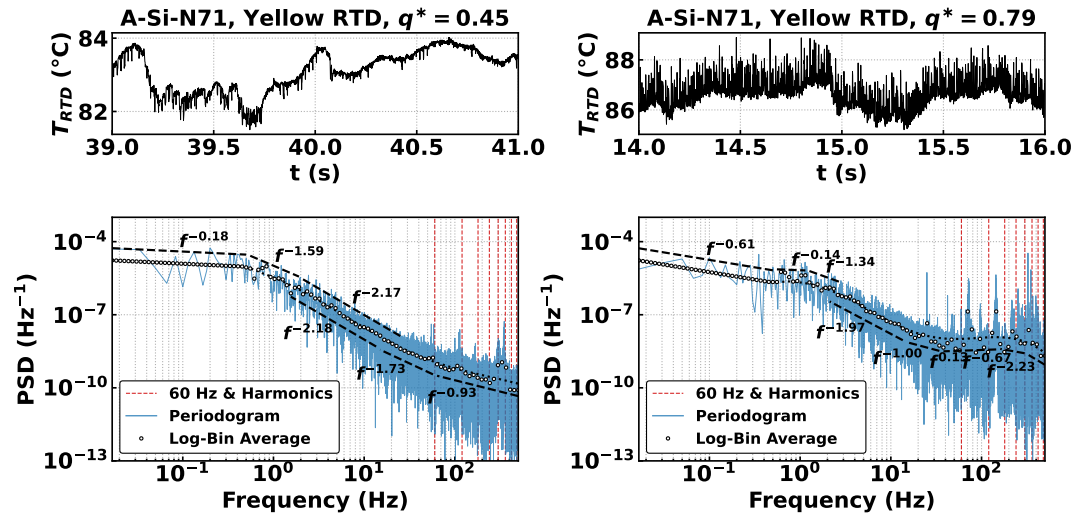 A-Si-N71, Yellow RTD, q* = 0.45
T_RTD (°C)
84
82
39.0 39.5 40.0 40.5 41.0
t (s)
A-Si-N71, Yellow RTD, q* = 0.79
T_RTD (°C)
88
86
14.0 14.5 15.0 15.5 16.0
t (s)
PSD (Hz⁻¹)
10⁻⁴
10⁻⁷
10⁻¹⁰
10⁻¹³
f^−0.18
f^−1.59
f^−2.17
f^−2.18
f^−1.73
f^−0.93
60 Hz & Harmonics
Periodogram
Log-Bin Average
10⁻¹ 10⁰ 10¹ 10²
Frequency (Hz)
PSD (Hz⁻¹)
10⁻⁴
10⁻⁷
10⁻¹⁰
10⁻¹³
f^−0.61
f^−0.14
f^−1.34
f^−1.97
f^−1.00
f^−0.67
f^−2.23
60 Hz & Harmonics
Periodogram
Log-Bin Average
10⁻¹ 10⁰ 10¹ 10²
Frequency (Hz)